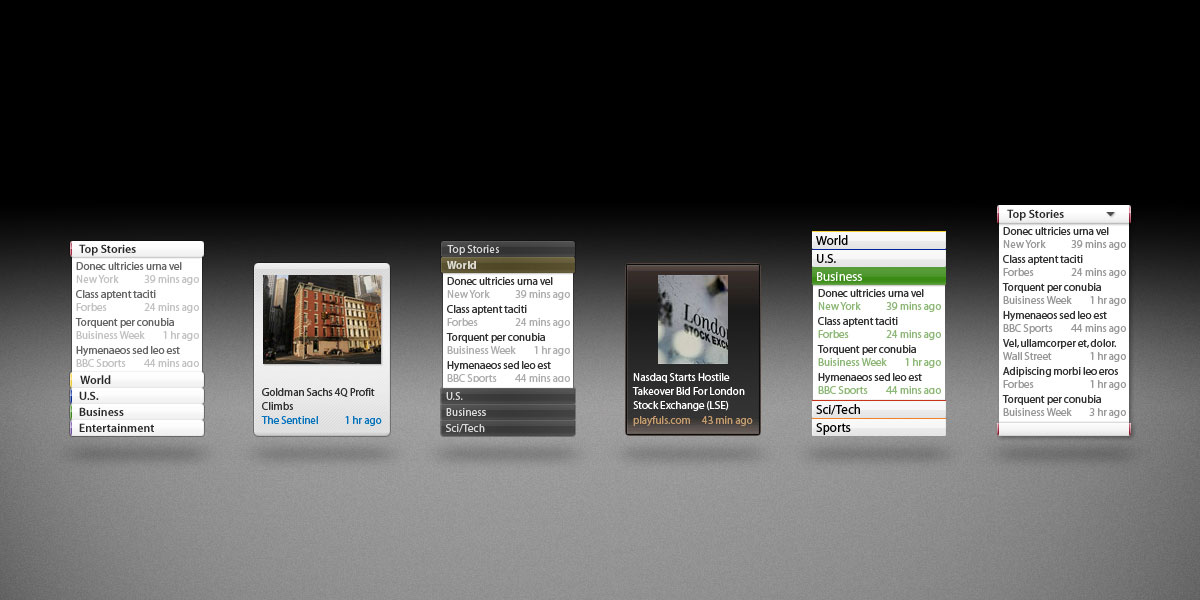 Top Stories
Donec ultricies urna vel
New York 39 mins ago
Class aptent taciti
Forbes 24 mins ago
Torquent per conubia
Buisiness Week 1 hr ago
Hymenaeos sed leo est
BBC Sports 44 mins ago
World
U.S.
Business
Entertainment
Goldman Sachs 4Q Profit
Climbs
The Sentinel 1 hr ago
Top Stories
World
Donec ultricies urna vel
New York 39 mins ago
Class aptent taciti
Forbes 24 mins ago
Torquent per conubia
Buisiness Week 1 hr ago
Hymenaeos sed leo est
BBC Sports 44 mins ago
U.S.
Business
Sci/Tech
London
STOCK EXC
Nasdaq Starts Hostile
Takeover Bid For London
Stock Exchange (LSE)
playfuls.com 43 min ago
World
U.S.
Business
Donec ultricies urna vel
New York 39 mins ago
Class aptent taciti
Forbes 24 mins ago
Torquent per conubia
Buisiness Week 1 hr ago
Hymenaeos sed leo est
BBC Sports 44 mins ago
Sci/Tech
Sports
Top Stories
Donec ultricies urna vel
New York 39 mins ago
Class aptent taciti
Forbes 24 mins ago
Torquent per conubia
Buisiness Week 1 hr ago
Hymenaeos sed leo est
BBC Sports 44 mins ago
Vel, ullamcorper et, dolor.
Wall Street 1 hr ago
Adipiscing morbi leo eros
Forbes 1 hr ago
Torquent per conubia
Buisiness Week 3 hr ago